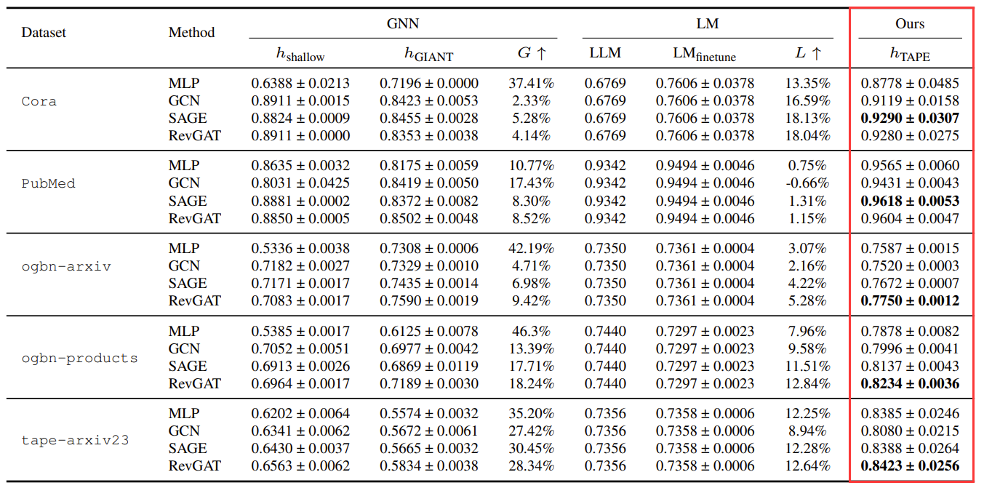 Dataset Method GNN LM Ours
h_shallow h_GIANT G ↑ LLM LM_finetune L ↑ h_TAPE
Cora
MLP 0.6388 ± 0.0213 0.7196 ± 0.0000 37.41% 0.6769 0.7606 ± 0.0378 13.35% 0.8778 ± 0.0485
GCN 0.8911 ± 0.0015 0.8423 ± 0.0053 2.33% 0.6769 0.7606 ± 0.0378 16.59% 0.9119 ± 0.0158
SAGE 0.8824 ± 0.0009 0.8455 ± 0.0028 5.28% 0.6769 0.7606 ± 0.0378 18.13% 0.9290 ± 0.0307
RevGAT 0.8911 ± 0.0000 0.8353 ± 0.0038 4.14% 0.6769 0.7606 ± 0.0378 18.04% 0.9280 ± 0.0275
PubMed
MLP 0.8635 ± 0.0032 0.8175 ± 0.0059 10.77% 0.9342 0.9494 ± 0.0046 0.75% 0.9565 ± 0.0060
GCN 0.8031 ± 0.0425 0.8419 ± 0.0050 17.43% 0.9342 0.9494 ± 0.0046 -0.66% 0.9431 ± 0.0043
SAGE 0.8881 ± 0.0002 0.8372 ± 0.0082 8.30% 0.9342 0.9494 ± 0.0046 1.31% 0.9618 ± 0.0053
RevGAT 0.8850 ± 0.0005 0.8502 ± 0.0048 8.52% 0.9342 0.9494 ± 0.0046 1.15% 0.9604 ± 0.0047
ogbn-arxiv
MLP 0.5336 ± 0.0038 0.7308 ± 0.0006 42.19% 0.7350 0.7361 ± 0.0004 3.07% 0.7587 ± 0.0015
GCN 0.7182 ± 0.0027 0.7329 ± 0.0010 4.71% 0.7350 0.7361 ± 0.0004 2.16% 0.7520 ± 0.0003
SAGE 0.7171 ± 0.0017 0.7435 ± 0.0014 6.98% 0.7350 0.7361 ± 0.0004 4.22% 0.7672 ± 0.0007
RevGAT 0.7083 ± 0.0017 0.7590 ± 0.0019 9.42% 0.7350 0.7361 ± 0.0004 5.28% 0.7750 ± 0.0012
ogbn-products
MLP 0.5385 ± 0.0017 0.6125 ± 0.0078 46.3% 0.7440 0.7297 ± 0.0023 7.96% 0.7878 ± 0.0082
GCN 0.7052 ± 0.0051 0.6977 ± 0.0042 13.39% 0.7440 0.7297 ± 0.0023 9.58% 0.7996 ± 0.0041
SAGE 0.6913 ± 0.0026 0.6869 ± 0.0119 17.71% 0.7440 0.7297 ± 0.0023 11.51% 0.8137 ± 0.0043
RevGAT 0.6964 ± 0.0017 0.7189 ± 0.0030 18.24% 0.7440 0.7297 ± 0.0023 12.84% 0.8234 ± 0.0036
tape-arxiv23
MLP 0.6202 ± 0.0064 0.5574 ± 0.0032 35.20% 0.7356 0.7358 ± 0.0006 12.25% 0.8385 ± 0.0246
GCN 0.6341 ± 0.0062 0.5672 ± 0.0061 27.42% 0.7356 0.7358 ± 0.0006 8.94% 0.8080 ± 0.0215
SAGE 0.6430 ± 0.0037 0.5665 ± 0.0032 30.45% 0.7356 0.7358 ± 0.0006 12.28% 0.8388 ± 0.0264
RevGAT 0.6563 ± 0.0062 0.5834 ± 0.0038 28.34% 0.7356 0.7358 ± 0.0006 12.64% 0.8423 ± 0.0256